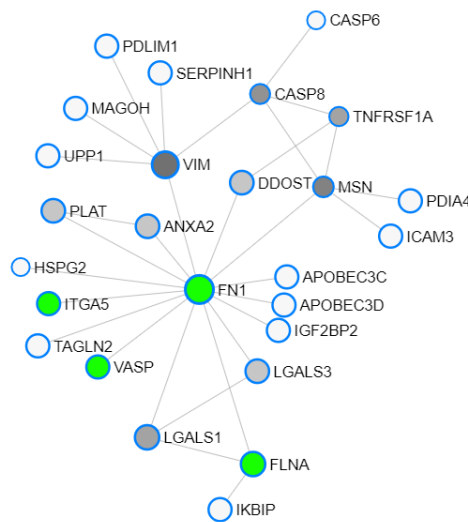 CASP6
PDLIM1
SERPINH1
CASP8
MAGOH
TNFRSF1A
UPP1
VIM
DDOST
MSN
PDIA4
PLAT
ANXA2
ICAM3
HSPG2
APOBEC3C
FN1
ITGA5
APOBEC3D
IGF2BP2
TAGLN2
VASP
LGALS3
LGALS1
FLNA
IKBIP